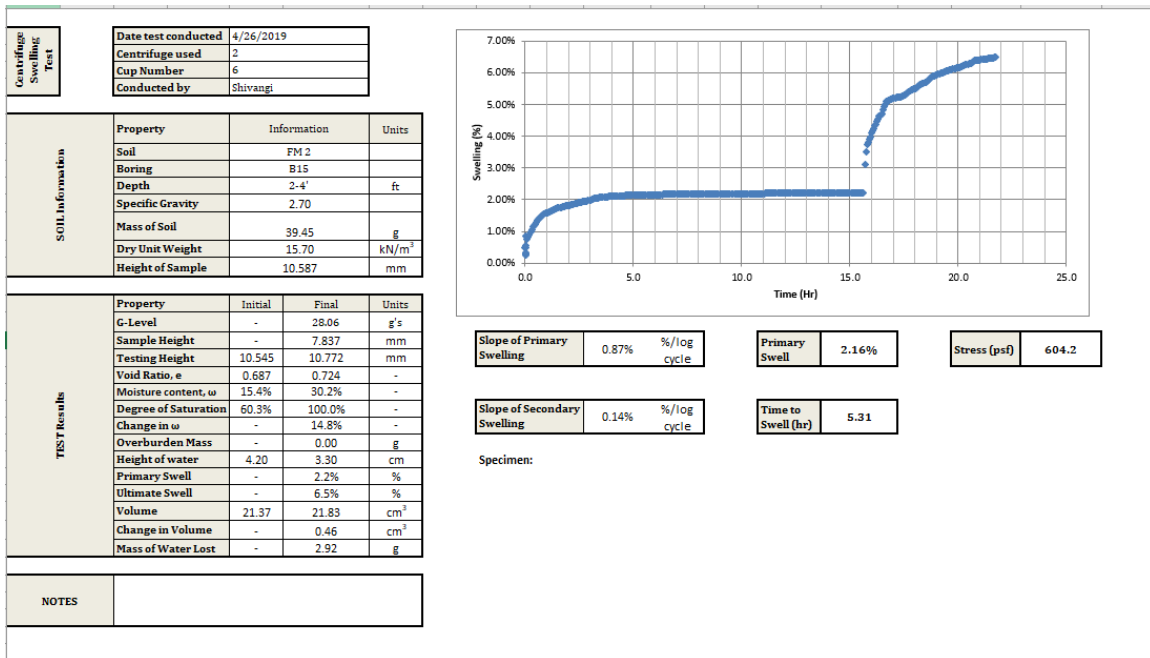 Centrifuge
Swelling
Test
Date test conducted 4/26/2019
Centrifuge used 2
Cup Number 6
Conducted by Shivangi
SOIL Information
Property Information Units
Soil FM 2
Boring B15
Depth 2-4' ft
Specific Gravity 2.70
Mass of Soil 39.45 g
Dry Unit Weight 15.70 kN/m³
Height of Sample 10.587 mm
TEST Results
Property Initial Final Units
G-Level - 28.06 g's
Sample Height - 7.837 mm
Testing Height 10.545 10.772 mm
Void Ratio, e 0.687 0.724 -
Moisture content, ω 15.4% 30.2% -
Degree of Saturation 60.3% 100.0% -
Change in ω - 14.8% -
Overburden Mass - 0.00 g
Height of water 4.20 3.30 cm
Primary Swell - 2.2% %
Ultimate Swell - 6.5% %
Volume 21.37 21.83 cm³
Change in Volume - 0.46 cm³
Mass of Water Lost - 2.92 g
NOTES
7.00%
6.00%
5.00%
4.00%
3.00%
2.00%
1.00%
0.00%
Swelling (%)
0.0 5.0 10.0 15.0 20.0 25.0
Time (Hr)
Slope of Primary
Swelling
0.87%
%/log
cycle
Primary
Swell
2.16%
Stress (psf) 604.2
Slope of Secondary
Swelling
0.14%
%/log
cycle
Time to
Swell (hr)
5.31
Specimen: